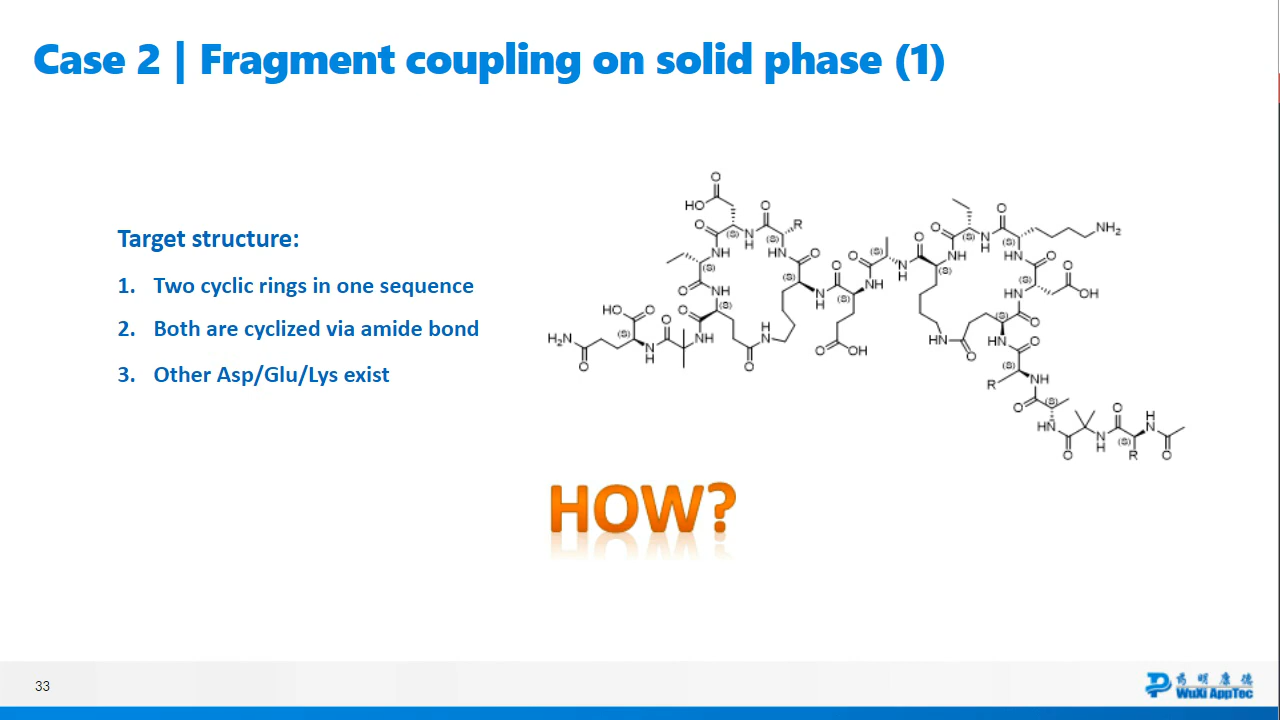 Case 2 | Fragment coupling on solid phase (1)
Target structure:
1. Two cyclic rings in one sequence
2. Both are cyclized via amide bond
3. Other Asp/Glu/Lys exist
HOW?
33
药明康德
WuXi AppTec